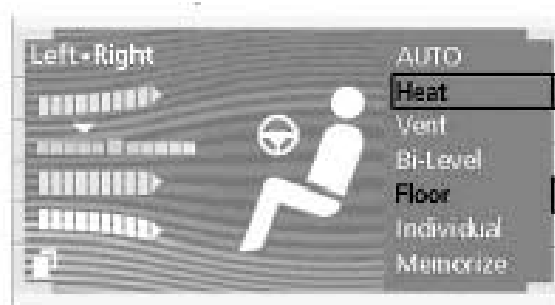 Left•Right
AUTO
Heat
Vent
Bi-Level
Floor
Individual
Memorize